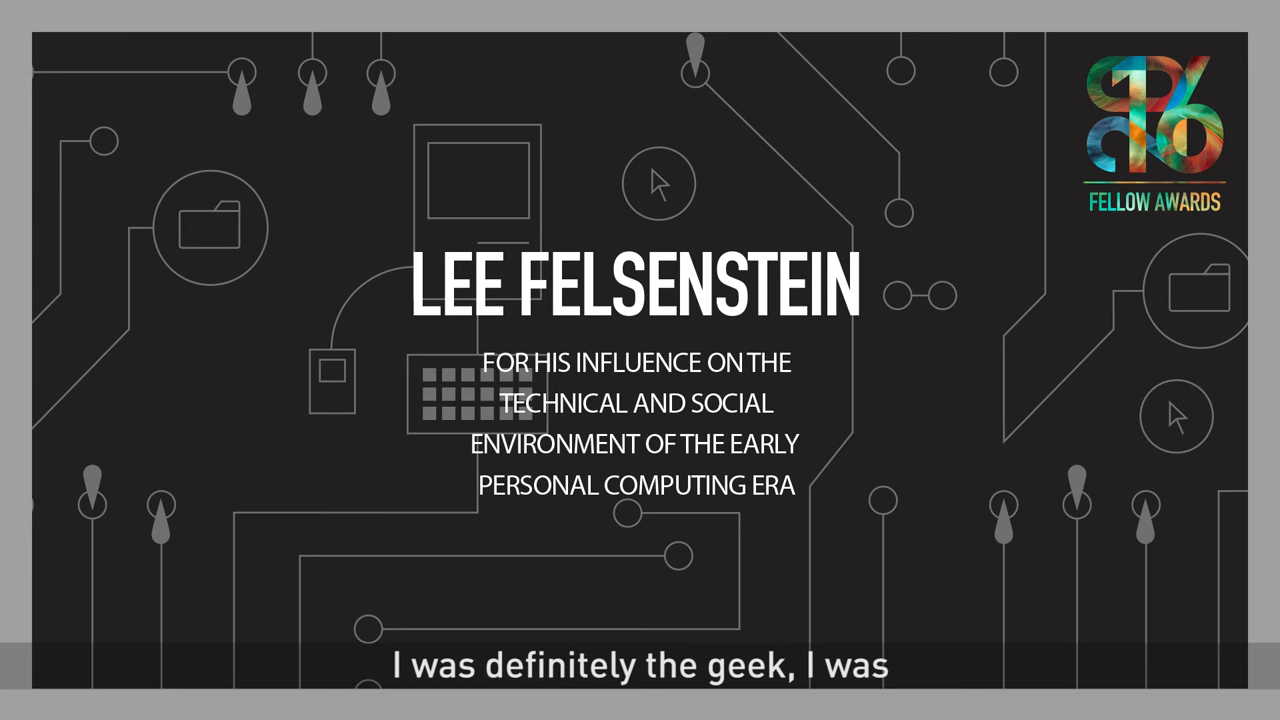 2016
FELLOW AWARDS
LEE FELSENSTEIN
FOR HIS INFLUENCE ON THE
TECHNICAL AND SOCIAL
ENVIRONMENT OF THE EARLY
PERSONAL COMPUTING ERA
I was definitely the geek, I was